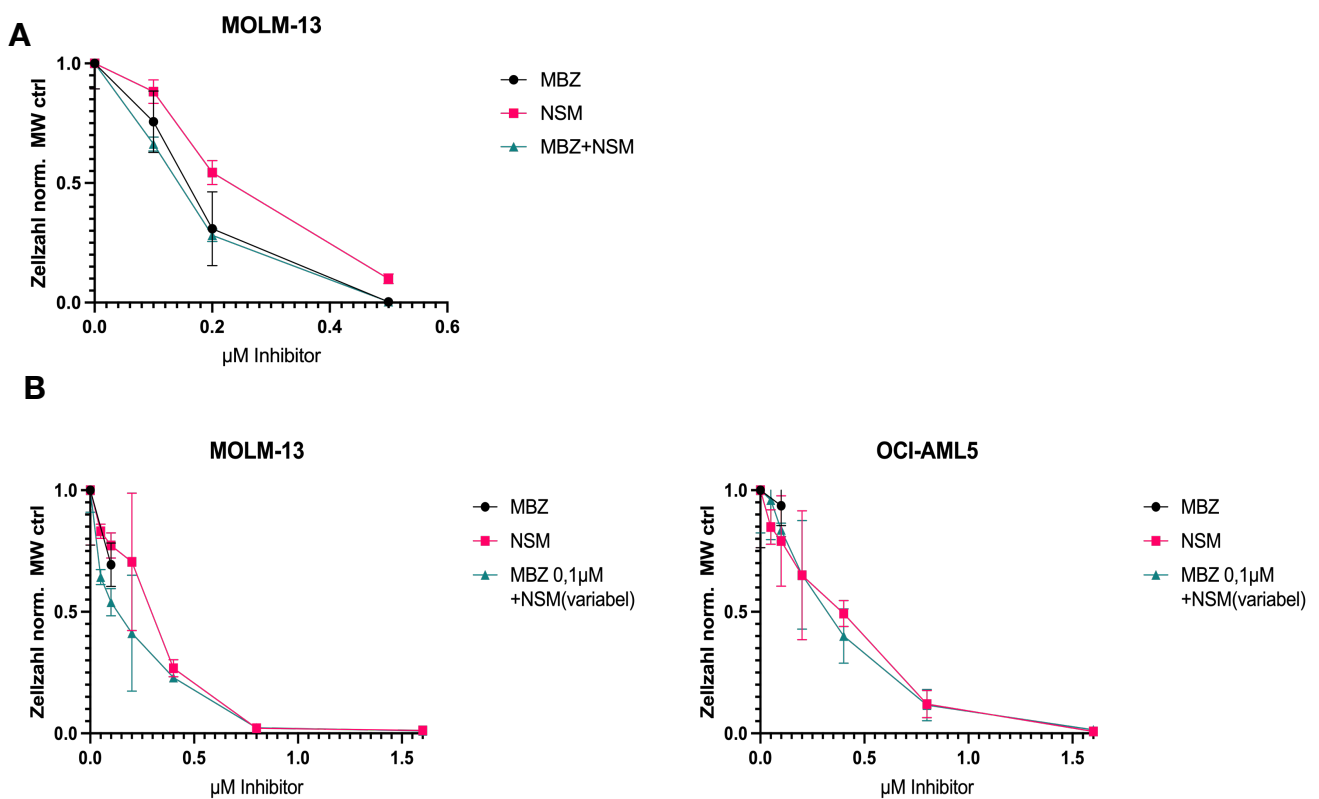 A
MOLM-13
Zellzahl norm. MW ctrl
1.0
0.5
0.0
0.0 0.2 0.4 0.6
µM Inhibitor
MBZ
NSM
MBZ+NSM
B
MOLM-13
Zellzahl norm. MW ctrl
1.0
0.5
0.0
0.0 0.5 1.0 1.5
µM Inhibitor
MBZ
NSM
MBZ 0,1µM
+NSM(variabel)
OCI-AML5
Zellzahl norm. MW ctrl
1.0
0.5
0.0
0.0 0.5 1.0 1.5
µM Inhibitor
MBZ
NSM
MBZ 0,1µM
+NSM(variabel)